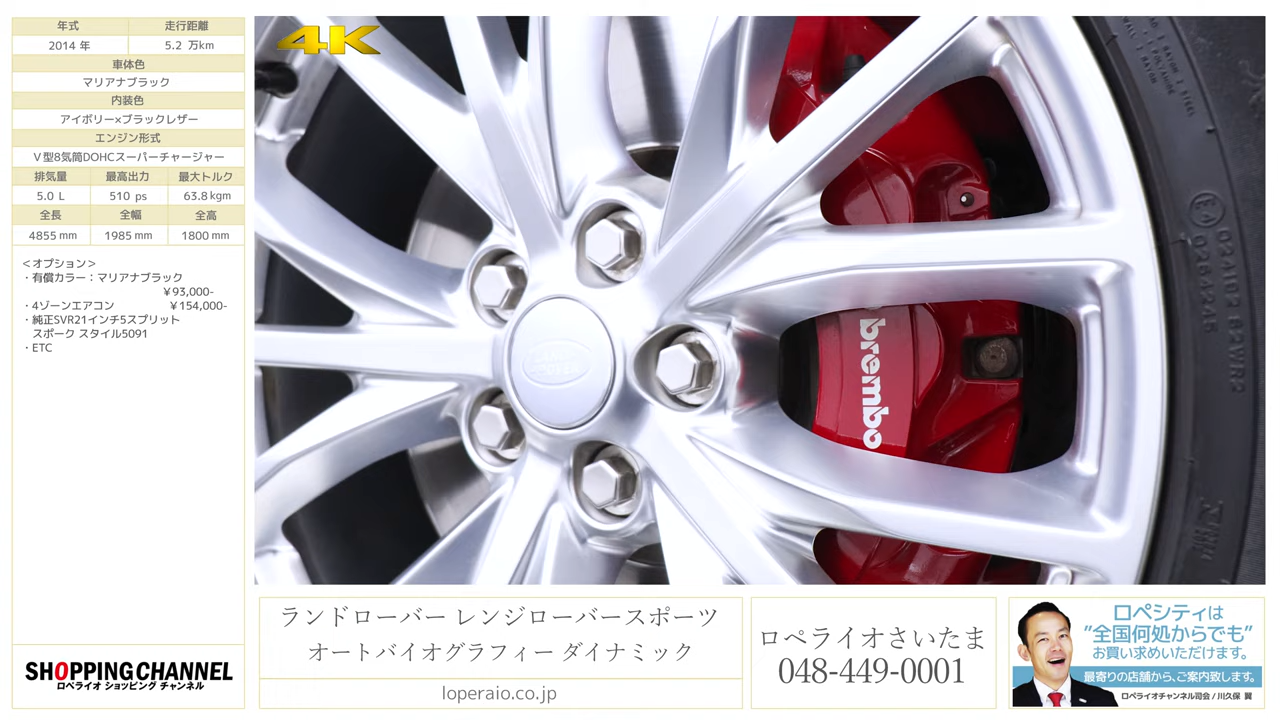 年式 走行距離
2014 年 5.2 万km
車体色
マリアナブラック
内装色
アイボリー×ブラックレザー
エンジン形式
V型8気筒DOHCスーパーチャージャー
排気量 最高出力 最大トルク
5.0 L 510 ps 63.8 kgm
全長 全幅 全高
4855 mm 1985 mm 1800 mm
＜オプション＞
・有償カラー：マリアナブラック
￥93,000-
・4ゾーンエアコン ￥154,000-
・純正SVR21インチ5スプリット
スポーク スタイル5091
・ETC
SHOPPING CHANNEL
ロペライオ ショッピング チャンネル
4K
LAND
ROVER
brembo
ランドローバー レンジローバースポーツ
オートバイオグラフィー ダイナミック
loperaio.co.jp
ロペライオさいたま
048-449-0001
ロペシティは
”全国何処からでも”
お買い求めいただけます。
最寄りの店舗から、ご案内致します。
ロペライオチャンネル司会 / 川久保 翼